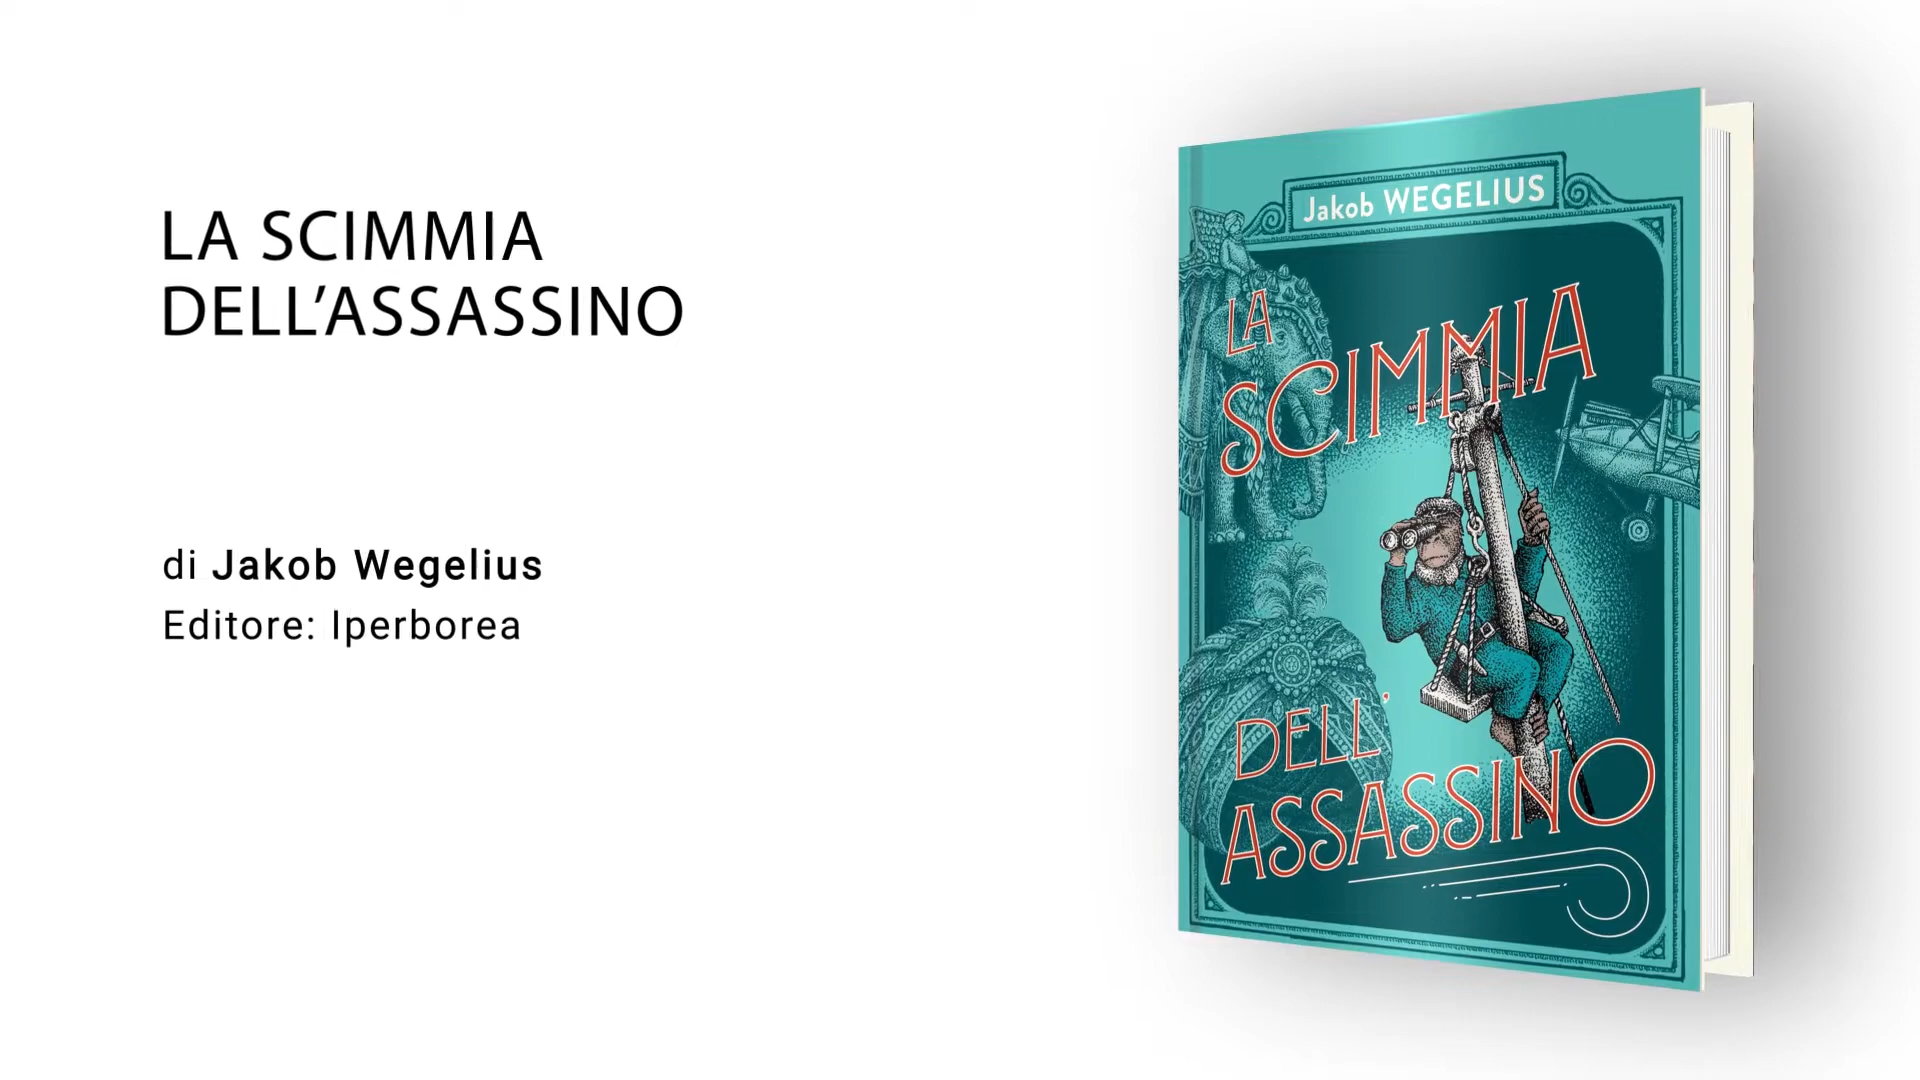 LA SCIMMIA
DELL’ASSASSINO
di Jakob Wegelius
Editore: Iperborea
Jakob WEGELIUS
LA
SCIMMIA
DELL’
ASSASSINO